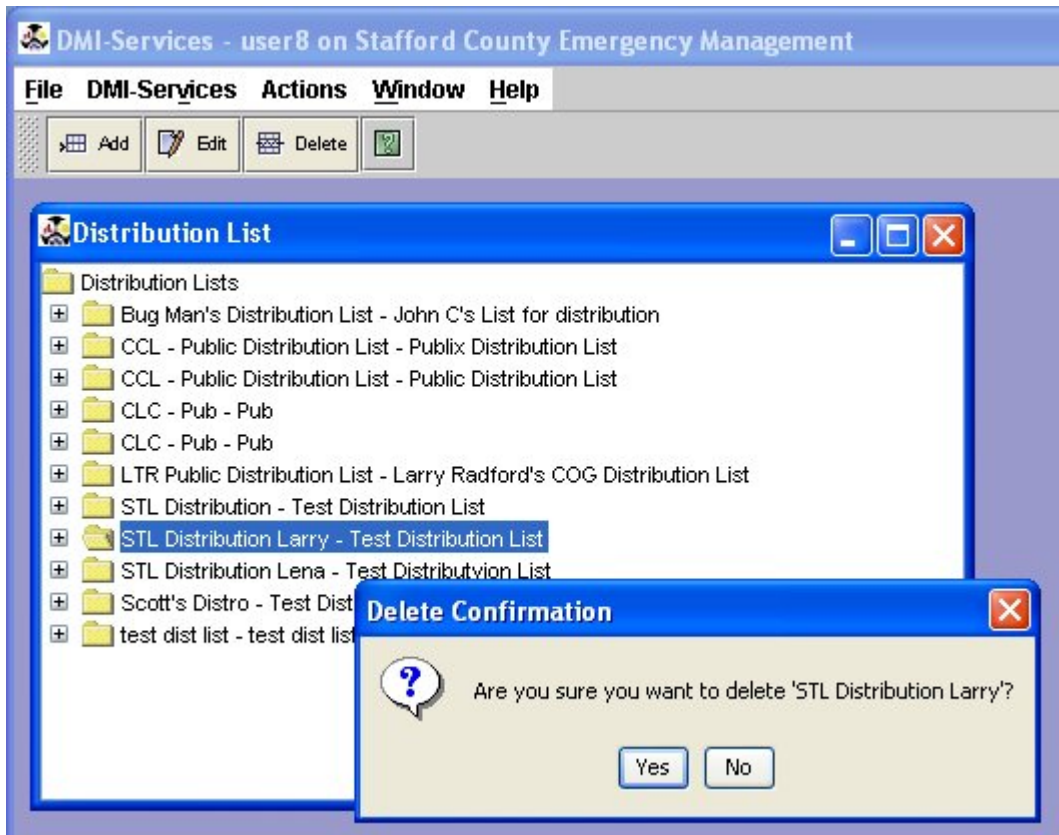 DMI-Services - user8 on Stafford County Emergency Management
File DMI-Services Actions Window Help
Add Edit Delete
Distribution List
Distribution Lists
Bug Man's Distribution List - John C's List for distribution
CCL - Public Distribution List - Publix Distribution List
CCL - Public Distribution List - Public Distribution List
CLC - Pub - Pub
CLC - Pub - Pub
LTR Public Distribution List - Larry Radford's COG Distribution List
STL Distribution - Test Distribution List
STL Distribution Larry - Test Distribution List
STL Distribution Lena - Test Distributvion List
Scott's Distro - Test Dist
test dist list - test dist list
Delete Confirmation
Are you sure you want to delete 'STL Distribution Larry'?
Yes No